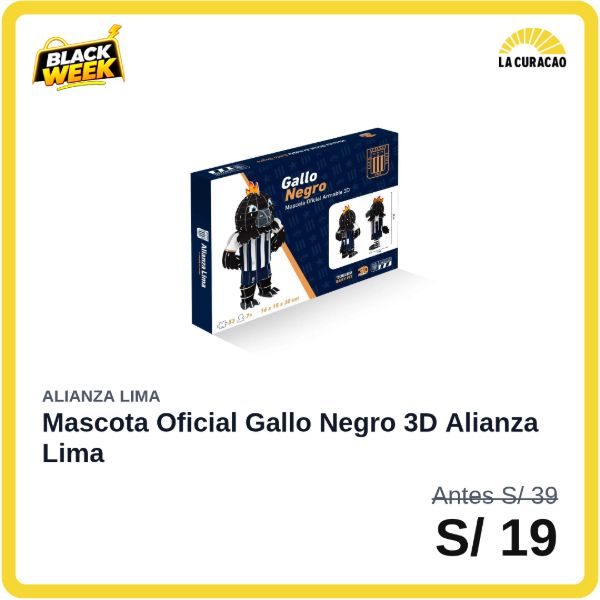 BLACK
WEEK
LA CURACAO
Gallo
Negro
Mascota Oficial Armable 3D
Alianza Lima
ALIANZA LIMA
Mascota Oficial Gallo Negro 3D Alianza
Lima
Antes S/ 39
S/ 19